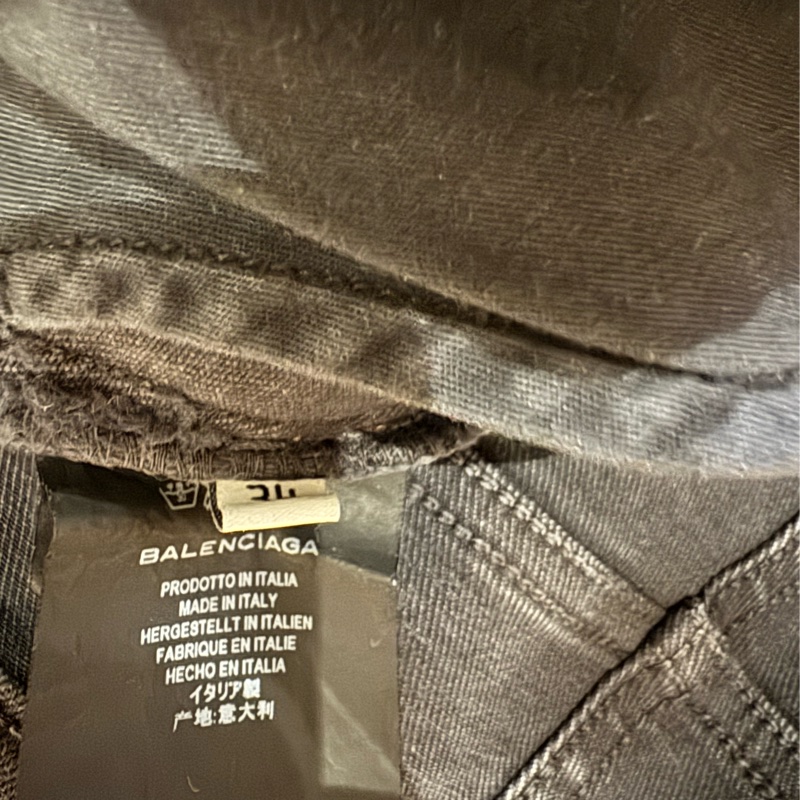 34
BALENCIAGA
PRODOTTO IN ITALIA
MADE IN ITALY
HERGESTELLT IN ITALIEN
FABRIQUE EN ITALIE
HECHO EN ITALIA
イタリア製
地:意大利